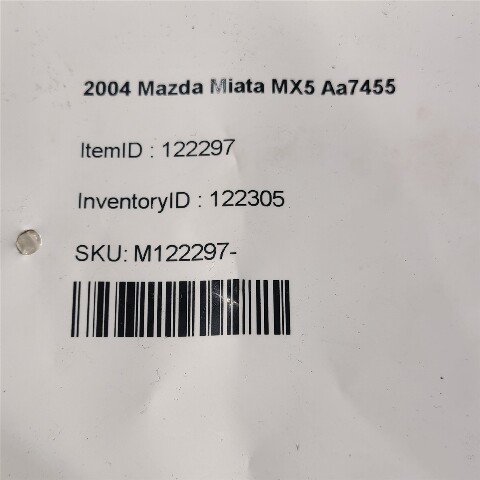 2004 Mazda Miata MX5 Aa7455
ItemID : 122297
InventoryID : 122305
SKU: M122297-